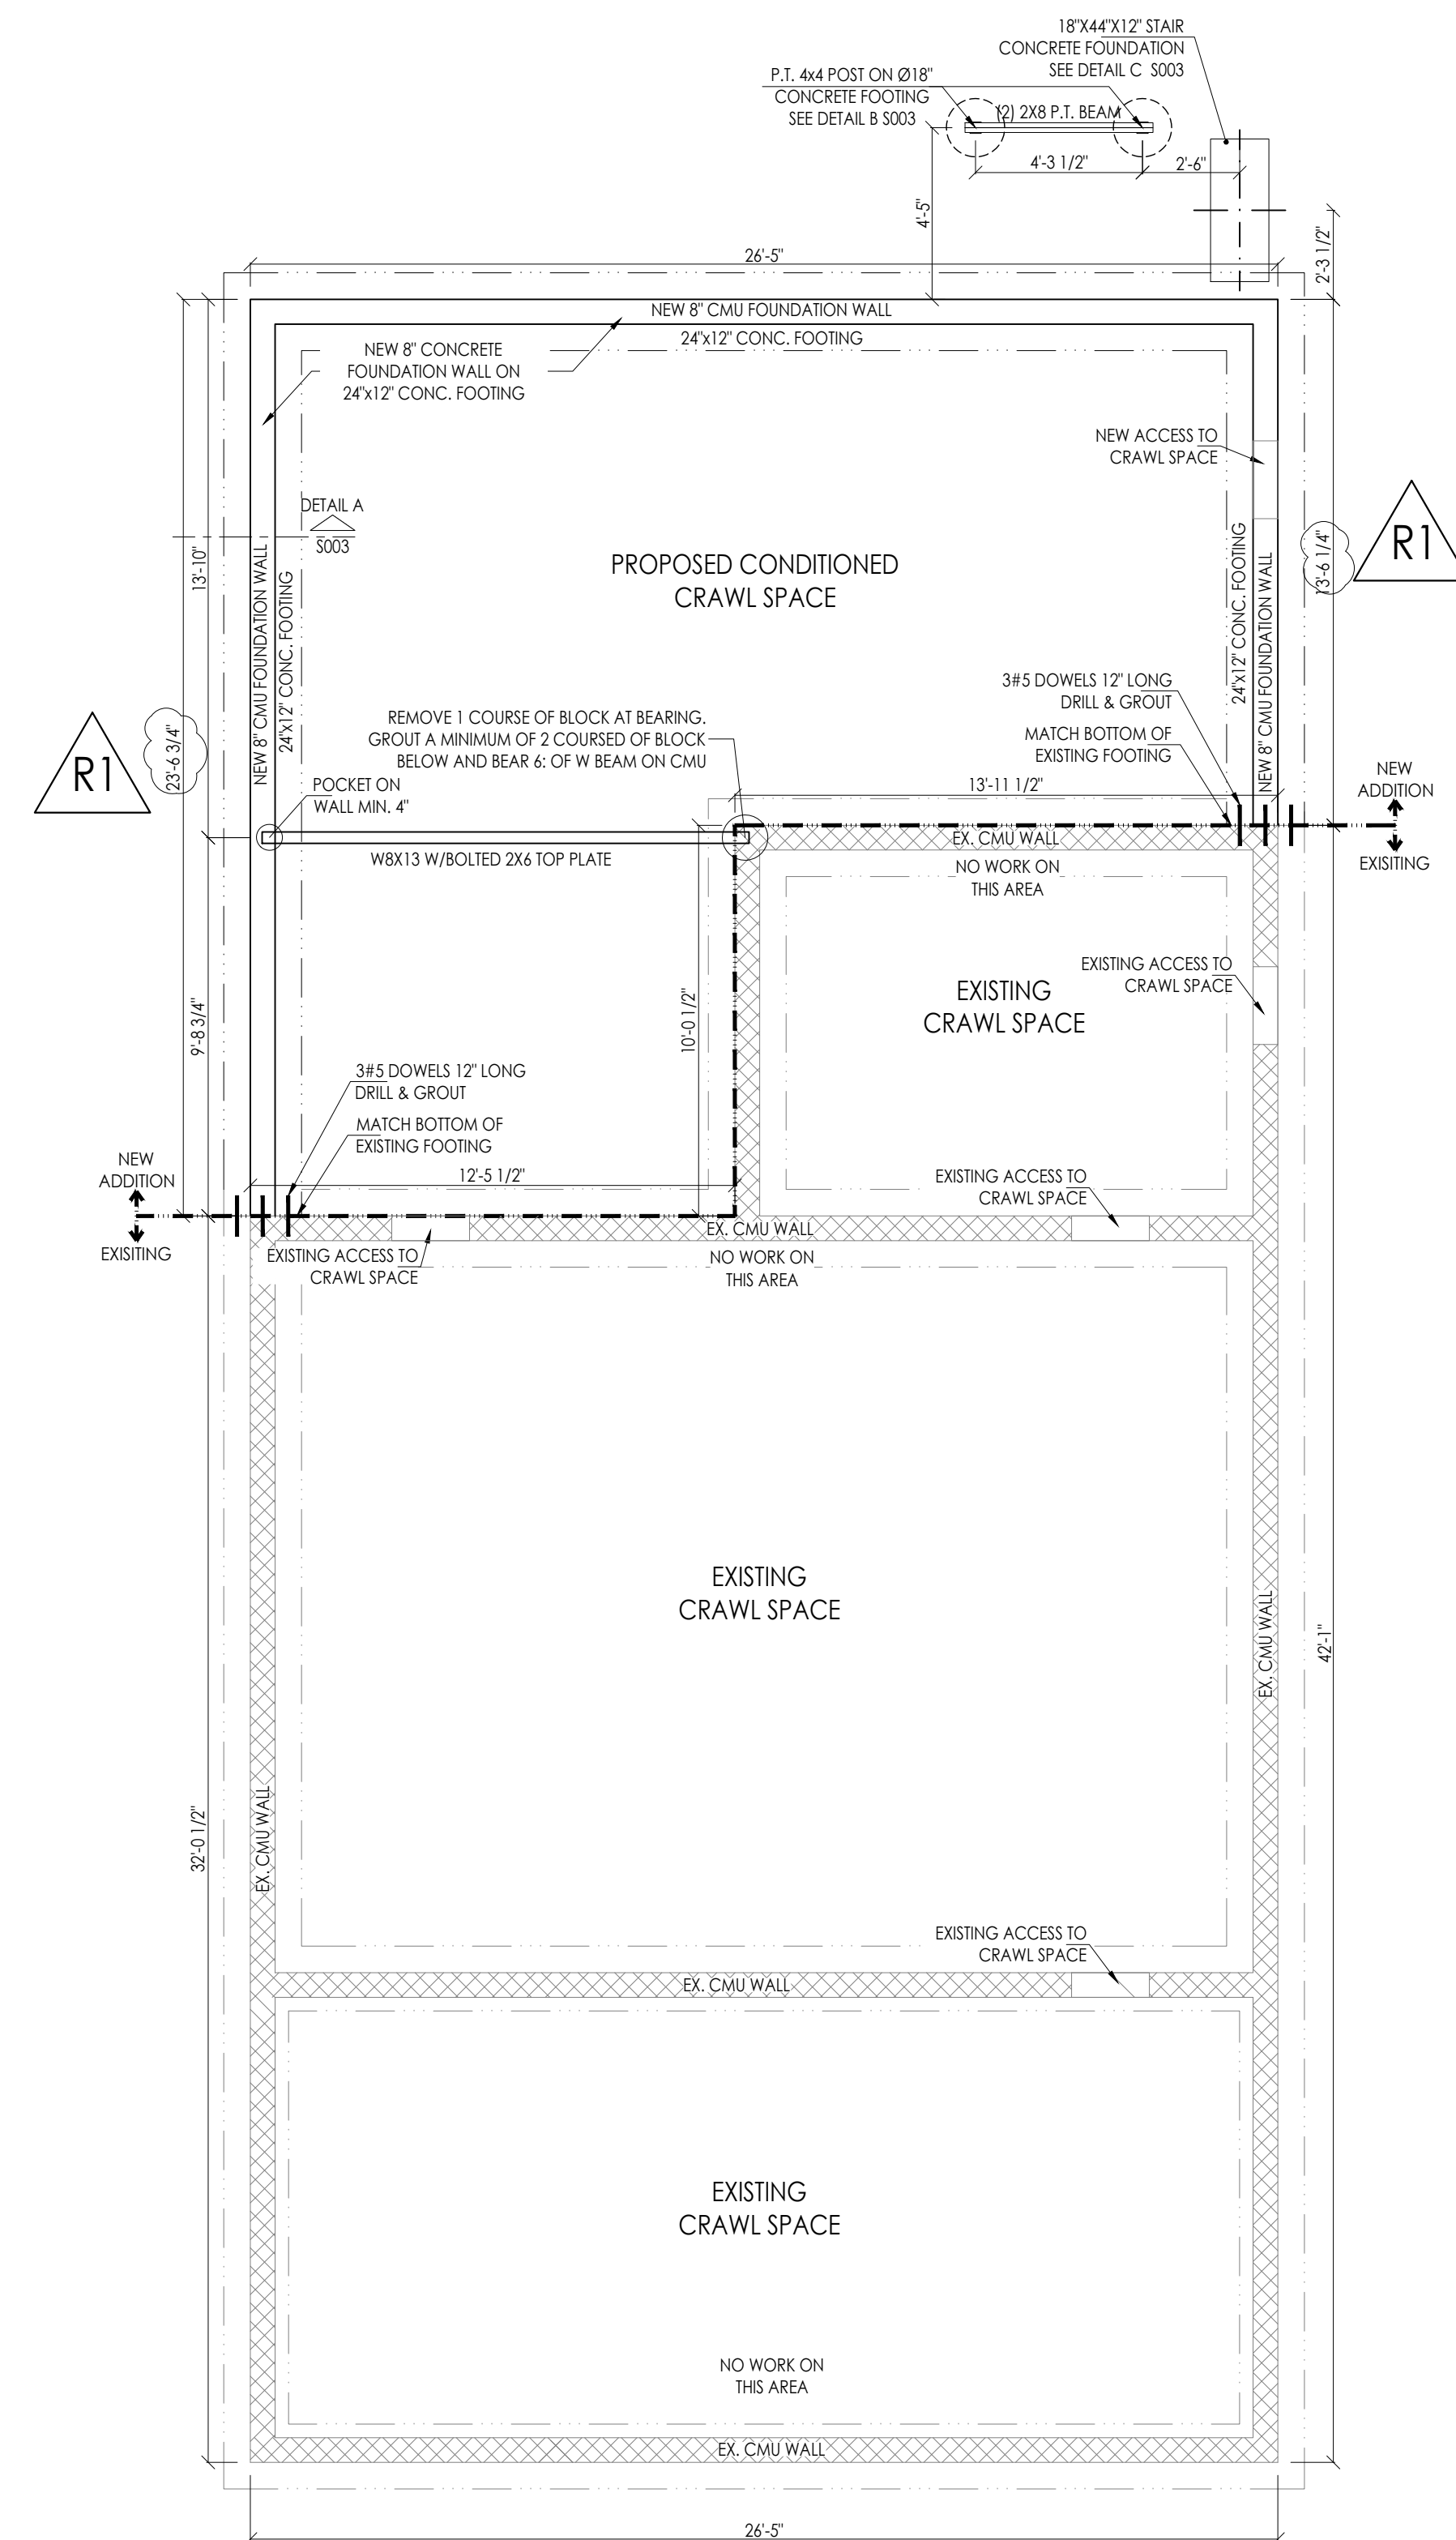 18"X44"X12" STAIR
CONCRETE FOUNDATION
SEE DETAIL C S003
P.T. 4x4 POST ON Ø18"
CONCRETE FOOTING
SEE DETAIL B S003
(2) 2X8 P.T. BEAM
4'-3 1/2"
2'-6"
4'-5"
2'-3 1/2"
26'-5"
NEW 8" CMU FOUNDATION WALL
24"x12" CONC. FOOTING
NEW 8" CONCRETE
FOUNDATION WALL ON
24"x12" CONC. FOOTING
NEW ACCESS TO
CRAWL SPACE
DETAIL A
S003
13'-10"
NEW 8" CMU FOUNDATION WALL
24"x12" CONC. FOOTING
PROPOSED CONDITIONED
CRAWL SPACE
24"x12" CONC. FOOTING
NEW 8" CMU FOUNDATION WALL
13'-6 1/4"
R1
3#5 DOWELS 12" LONG
DRILL & GROUT
MATCH BOTTOM OF
EXISTING FOOTING
R1
23'-6 3/4"
REMOVE 1 COURSE OF BLOCK AT BEARING.
GROUT A MINIMUM OF 2 COURSED OF BLOCK
BELOW AND BEAR 6: OF W BEAM ON CMU
POCKET ON
WALL MIN. 4"
13'-11 1/2"
NEW
ADDITION
EXISITING
W8X13 W/BOLTED 2X6 TOP PLATE
EX. CMU WALL
NO WORK ON
THIS AREA
EXISTING ACCESS TO
CRAWL SPACE
EXISTING
CRAWL SPACE
9'-8 3/4"
10'-0 1/2"
3#5 DOWELS 12" LONG
DRILL & GROUT
MATCH BOTTOM OF
EXISTING FOOTING
12'-5 1/2"
NEW
ADDITION
EXISITING
EXISTING ACCESS TO
CRAWL SPACE
EX. CMU WALL
EXISTING ACCESS TO
CRAWL SPACE
NO WORK ON
THIS AREA
EXISTING
CRAWL SPACE
EX. CMU WALL
42'-1"
32'-0 1/2"
EX. CMU WALL
EXISTING ACCESS TO
CRAWL SPACE
EX. CMU WALL
EXISTING
CRAWL SPACE
NO WORK ON
THIS AREA
EX. CMU WALL
26'-5"